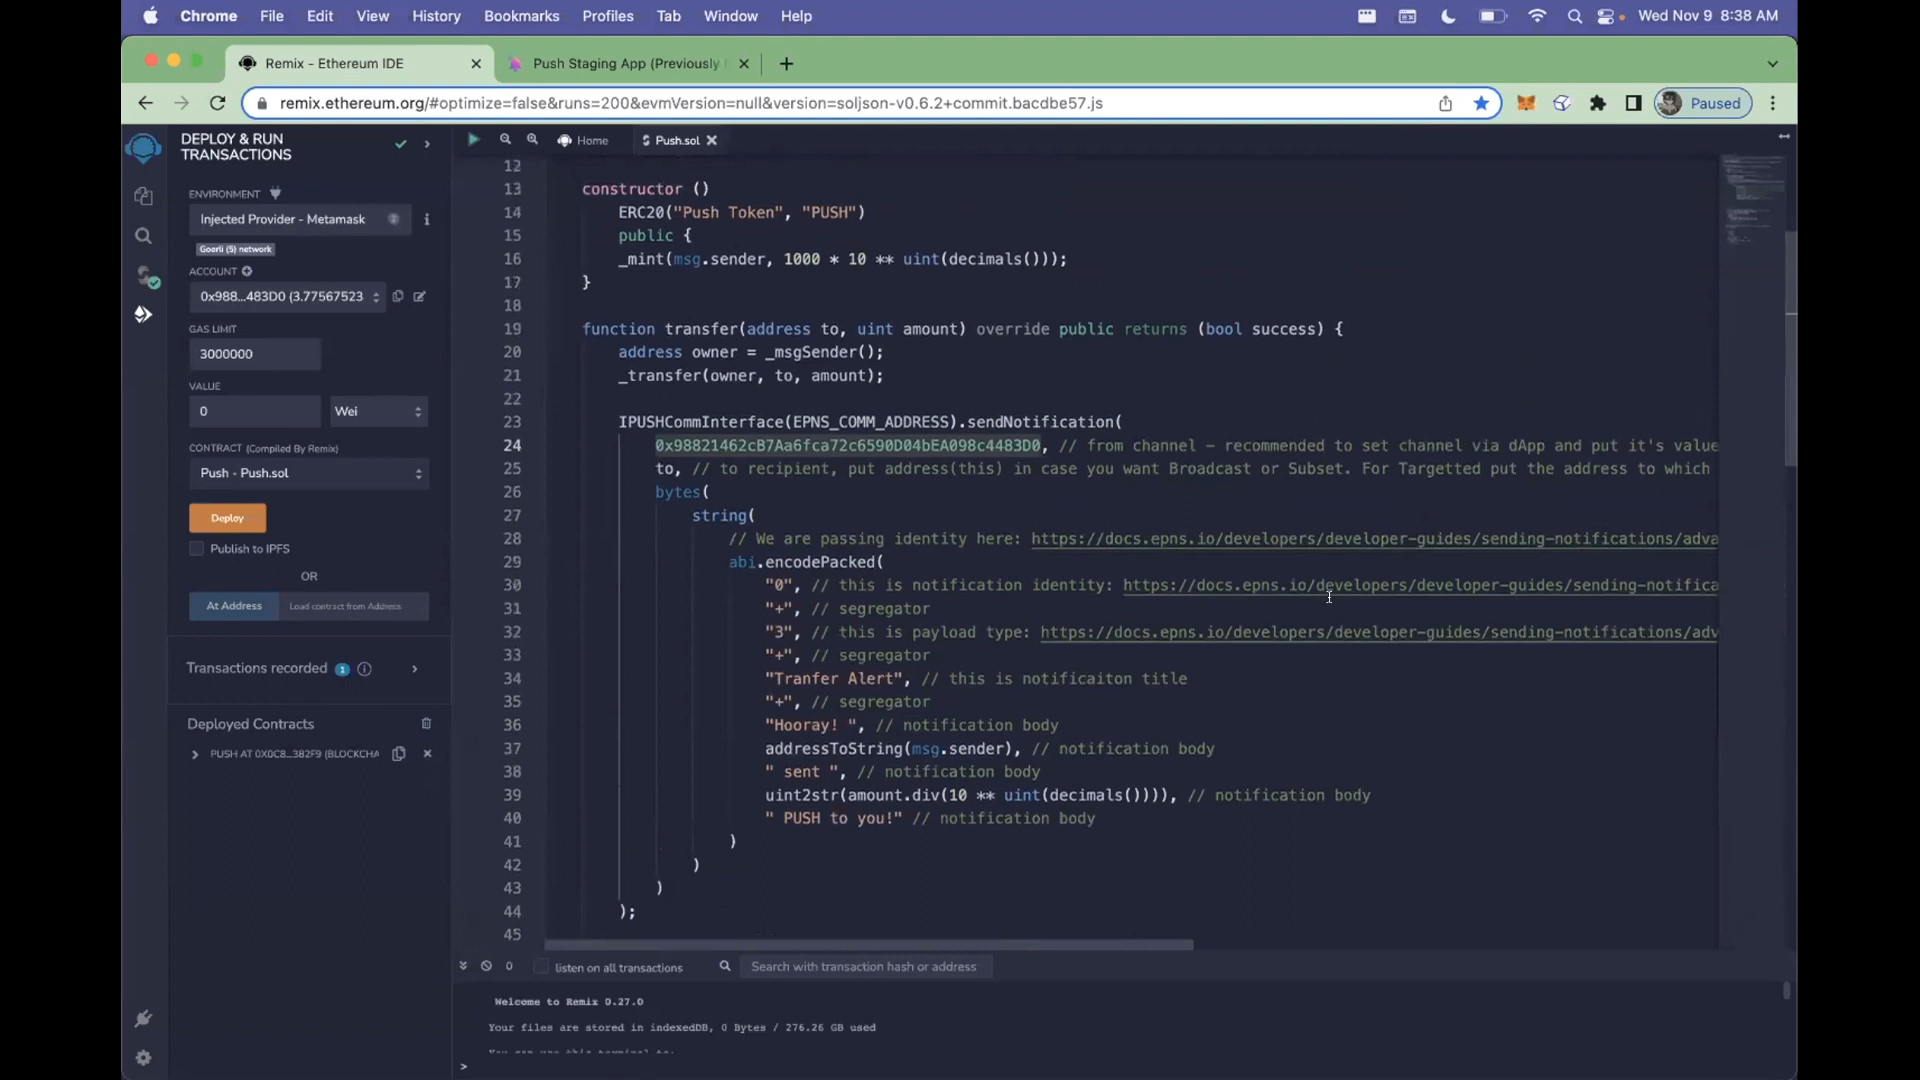 Chrome File Edit View History Bookmarks Profiles Tab Window Help Wed Nov 9 8:38 AM
Remix - Ethereum IDE Push Staging App (Previously
remix.ethereum.org/#optimize=false&runs=200&evmVersion=null&version=soljson-v0.6.2+commit.bacdbe57.js Paused
DEPLOY & RUN
TRANSACTIONS
ENVIRONMENT
Injected Provider - Metamask
Goerli (5) network
ACCOUNT
0x988...483D0 (3.77567523
GAS LIMIT
3000000
VALUE
0 Wei
CONTRACT (Compiled By Remix)
Push - Push.sol
Deploy
Publish to IPFS
OR
At Address Load contract from Address
Transactions recorded 1
Deployed Contracts
PUSH AT 0X0C8...382F9 (BLOCKCHA
Home Push.sol
12
13 constructor ()
14 ERC20("Push Token", "PUSH")
15 public {
16 _mint(msg.sender, 1000 * 10 ** uint(decimals()));
17 }
18
19 function transfer(address to, uint amount) override public returns (bool success) {
20 address owner = _msgSender();
21 _transfer(owner, to, amount);
22
23 IPUSHCommInterface(EPNS_COMM_ADDRESS).sendNotification(
24 0x98821462cB7Aa6fca72c6590D04bEA098c4483D0, // from channel - recommended to set channel via dApp and put it's value
25 to, // to recipient, put address(this) in case you want Broadcast or Subset. For Targetted put the address to which
26 bytes(
27 string(
28 // We are passing identity here: https://docs.epns.io/developers/developer-guides/sending-notifications/adva
29 abi.encodePacked(
30 "0", // this is notification identity: https://docs.epns.io/developers/developer-guides/sending-notifica
31 "+", // segregator
32 "3", // this is payload type: https://docs.epns.io/developers/developer-guides/sending-notifications/adv
33 "+", // segregator
34 "Tranfer Alert", // this is notificaiton title
35 "+", // segregator
36 "Hooray! ", // notification body
37 addressToString(msg.sender), // notification body
38 " sent ", // notification body
39 uint2str(amount.div(10 ** uint(decimals()))), // notification body
40 " PUSH to you!" // notification body
41 )
42 )
43 )
44 );
45
0 listen on all transactions Search with transaction hash or address
Welcome to Remix 0.27.0
Your files are stored in indexedDB, 0 Bytes / 276.26 GB used
>